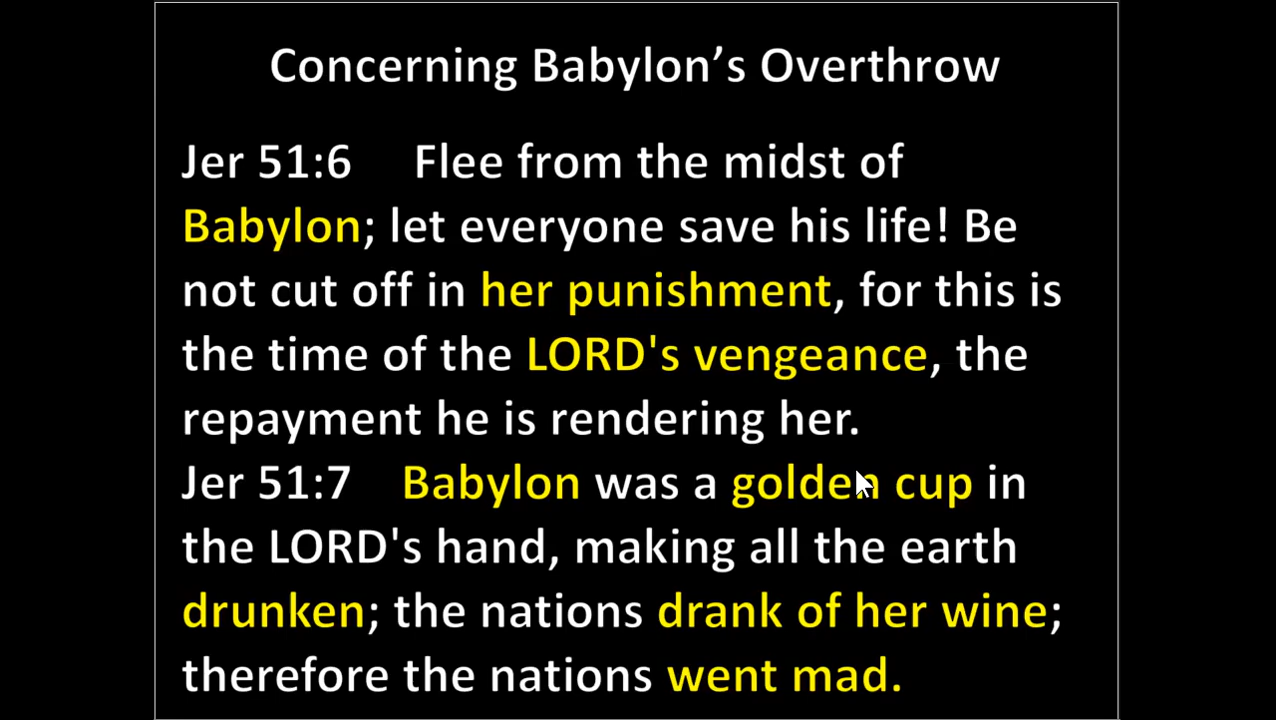 Concerning Babylon’s Overthrow
Jer 51:6 Flee from the midst of
Babylon; let everyone save his life! Be
not cut off in her punishment, for this is
the time of the LORD's vengeance, the
repayment he is rendering her.
Jer 51:7 Babylon was a golden cup in
the LORD's hand, making all the earth
drunken; the nations drank of her wine;
therefore the nations went mad.